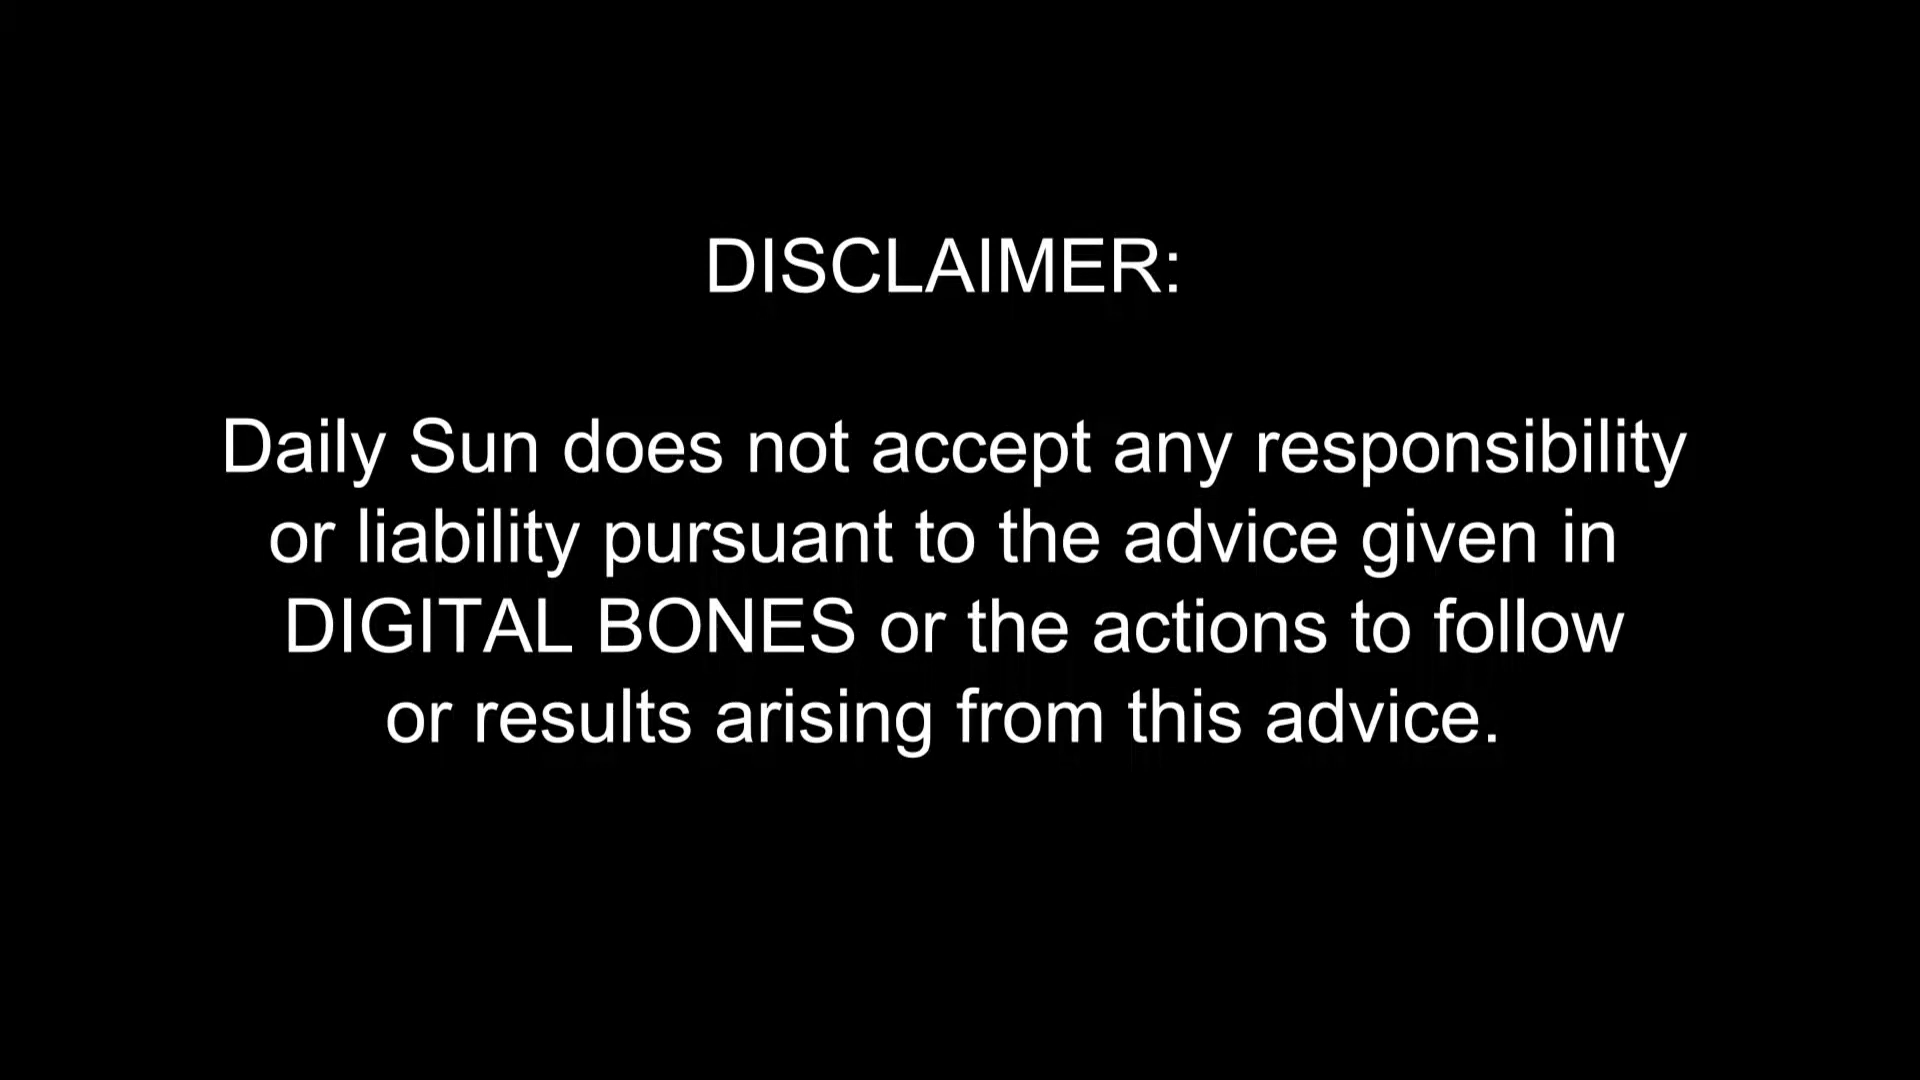 DISCLAIMER:
Daily Sun does not accept any responsibility
or liability pursuant to the advice given in
DIGITAL BONES or the actions to follow
or results arising from this advice.